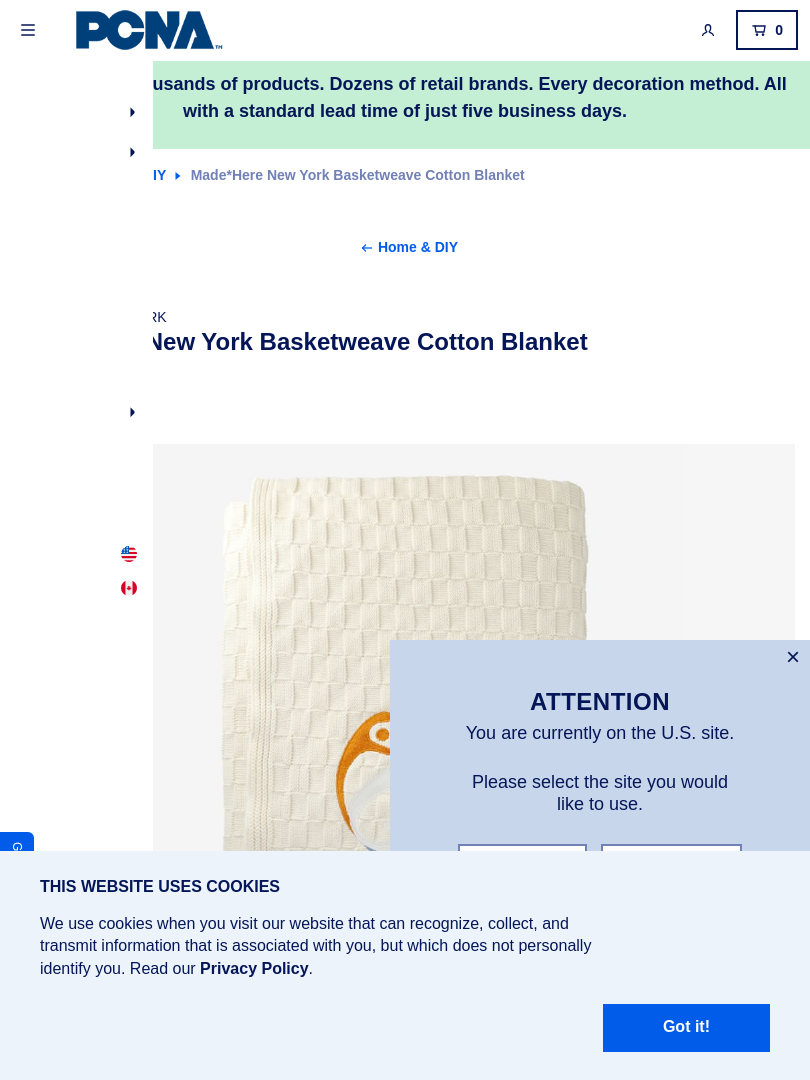 PCNA™
0
of products. Dozens of retail brands. Every decoration method. All
with a standard lead time of just five business days.
Made*Here New York Basketweave Cotton Blanket
Home & DIY
New York Basketweave Cotton Blanket
×
ATTENTION
You are currently on the U.S. site.
Please select the site you would
like to use.
G
THIS WEBSITE USES COOKIES
We use cookies when you visit our website that can recognize, collect, and
transmit information that is associated with you, but which does not personally
identify you. Read our Privacy Policy.
Got it!